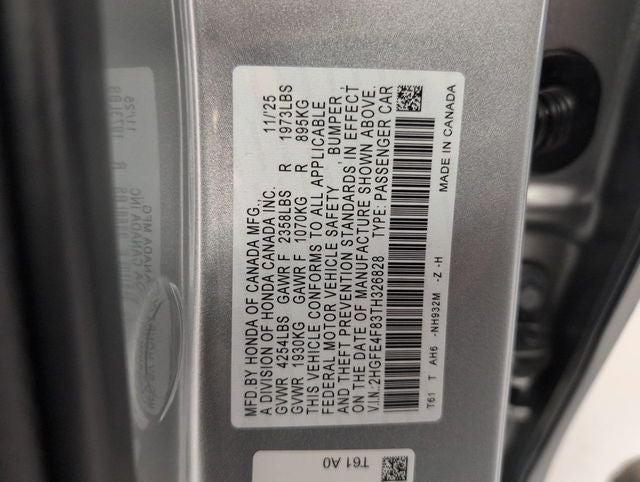 MFD BY HONDA OF CANADA MFG., 11/25
A DIVISION OF HONDA CANADA INC.
GVWR 4254LBS GAWR F 2358LBS R 1973LBS
GVWR 1930KG GAWR F 1070KG R 895KG
THIS VEHICLE CONFORMS TO ALL APPLICABLE
FEDERAL MOTOR VEHICLE SAFETY , BUMPER ,
AND THEFT PREVENTION STANDARDS IN EFFECT
ON THE DATE OF MANUFACTURE SHOWN ABOVE.
V.I.N.:2HGFE4F83TH326828 TYPE: PASSENGER CAR
T61 T AH6 -NH932M -Z -H
MADE IN CANADA
T61 A0